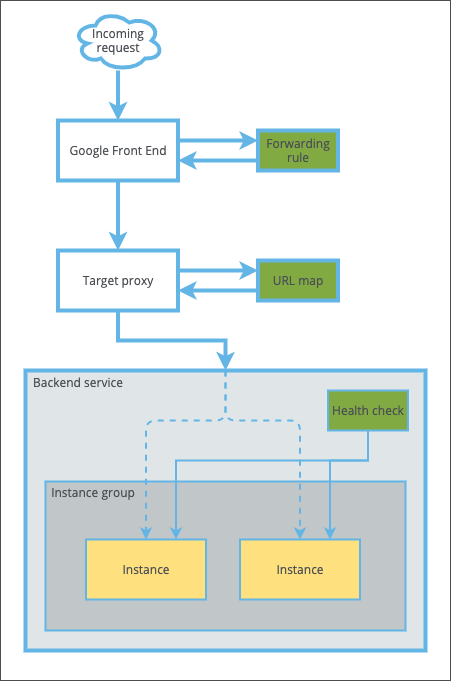 Incoming
request
Google Front End
Forwarding
rule
Target proxy
URL map
Backend service
Health check
Instance group
Instance
Instance